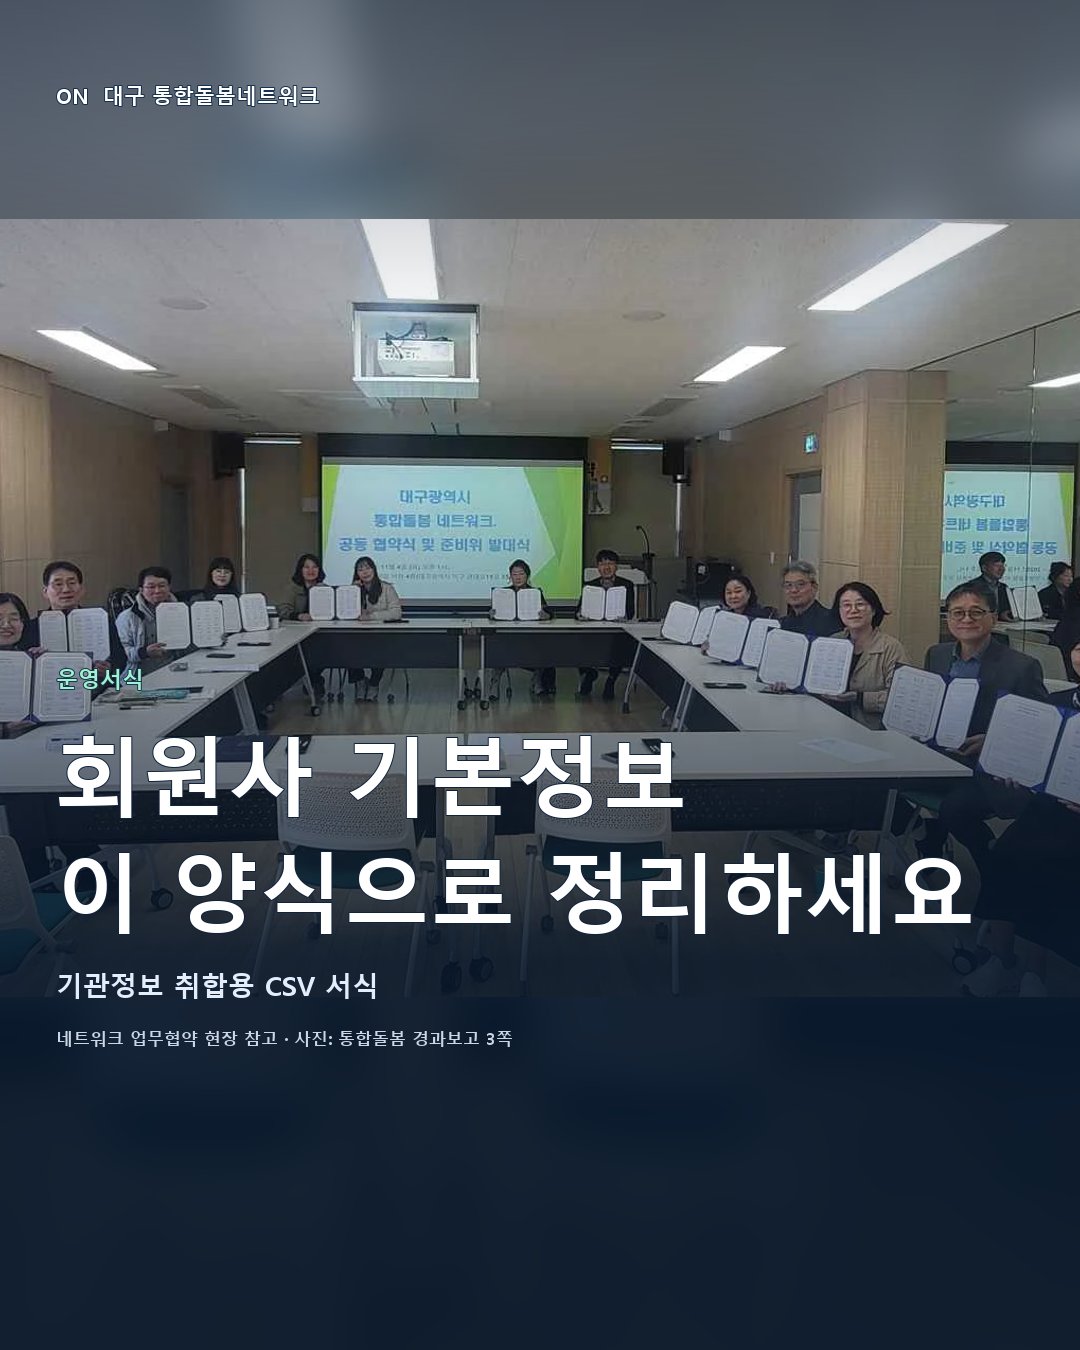 ON 대구 통합돌봄네트워크
대구광역시
통합돌봄 네트워크
공동 협약식 및 준비위 발대식
운영서식
회원사 기본정보
이 양식으로 정리하세요
기관정보 취합용 CSV 서식
네트워크 업무협약 현장 참고 · 사진: 통합돌봄 경과보고 3쪽